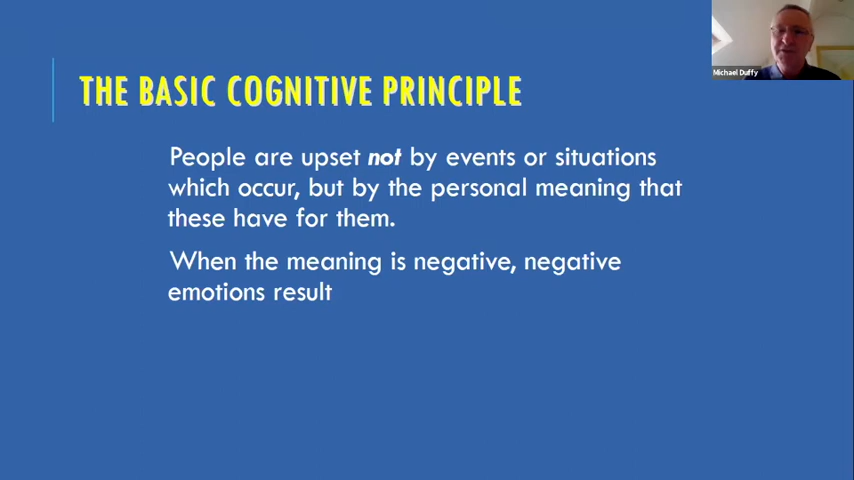 THE BASIC COGNITIVE PRINCIPLE
People are upset not by events or situations
which occur, but by the personal meaning that
these have for them.
When the meaning is negative, negative
emotions result
Michael Duffy